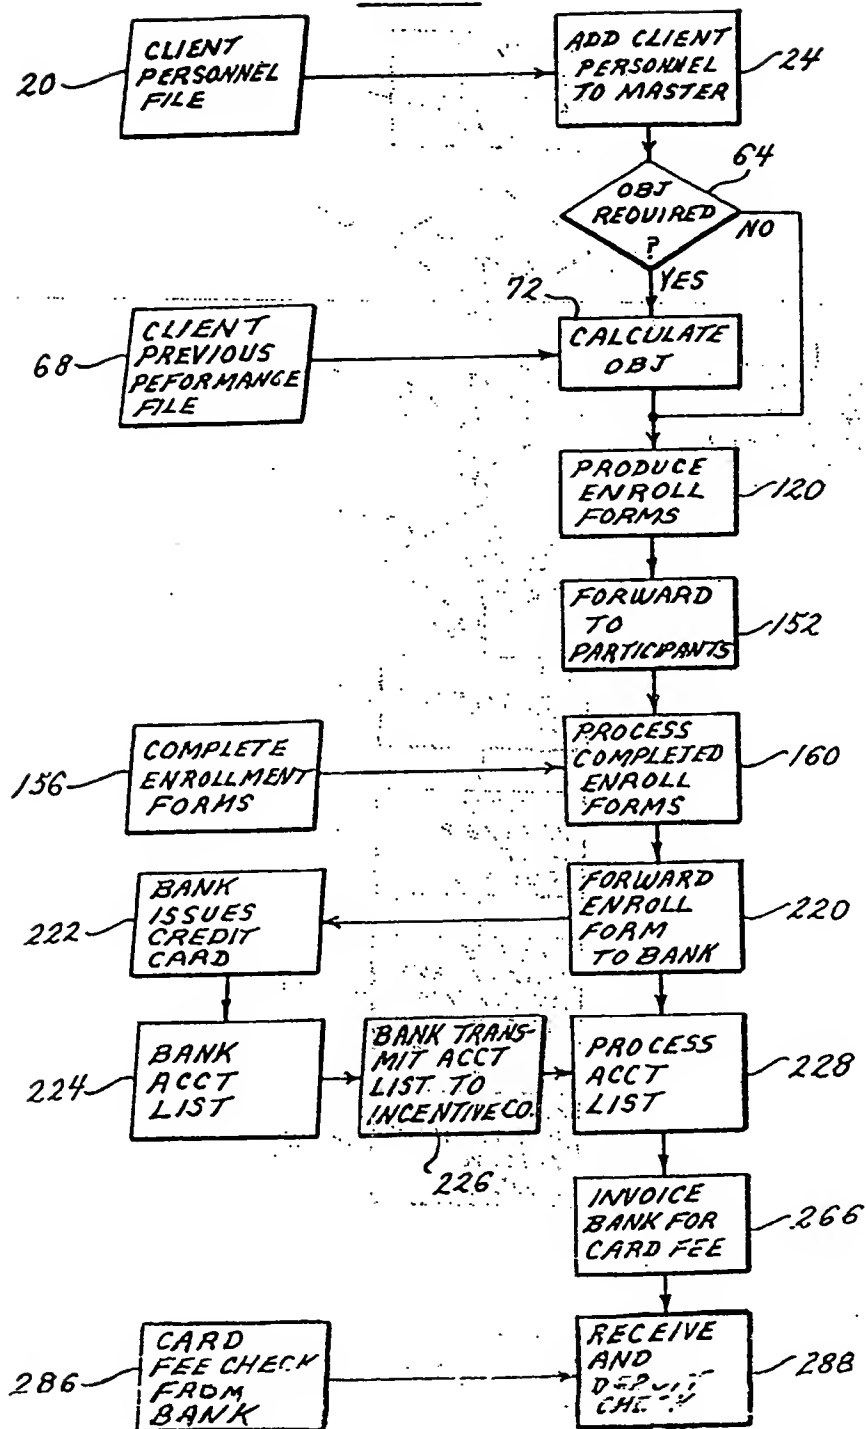 CLIENT
PERSONNEL
FILE
20
ADD CLIENT
PERSONNEL
TO MASTER
24
OBJ
REQUIRED
?
64
NO
YES
72
CLIENT
PREVIOUS
PEFORMANCE
FILE
68
CALCULATE
OBJ
PRODUCE
ENROLL
FORMS
120
FORWARD
TO
PARTICIPANTS
152
COMPLETE
ENROLLMENT
FORMS
156
PROCESS
COMPLETED
ENROLL
FORMS
160
BANK
ISSUES
CREDIT
CARD
222
FORWARD
ENROLL
FORM
TO BANK
220
BANK
ACCT
LIST
224
BANK TRANS-
MIT ACCT
LIST TO
INCENTIVE CO.
226
PROCESS
ACCT
LIST
228
INVOICE
BANK FOR
CARD FEE
266
CARD
FEE CHECK
FROM
BANK
286
RECEIVE
AND
DEPOSIT
CHECK
288